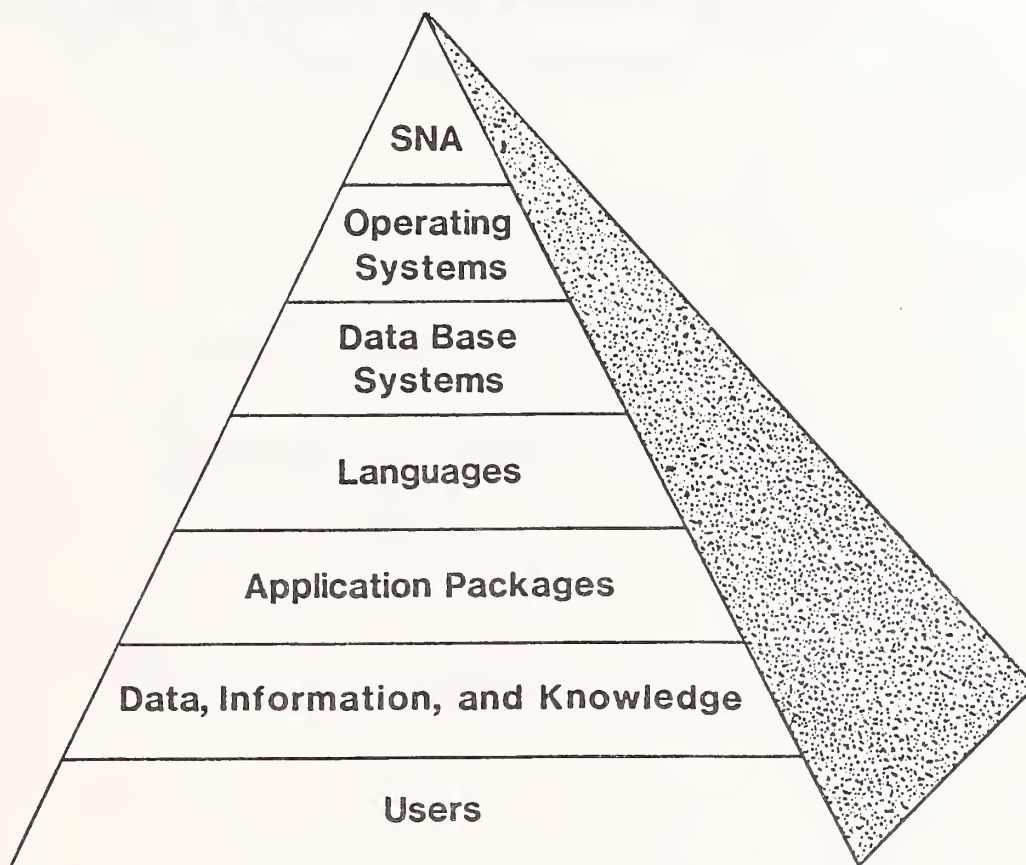 SNA
Operating
Systems
Data Base
Systems
Languages
Application Packages
Data, Information, and Knowledge
Users